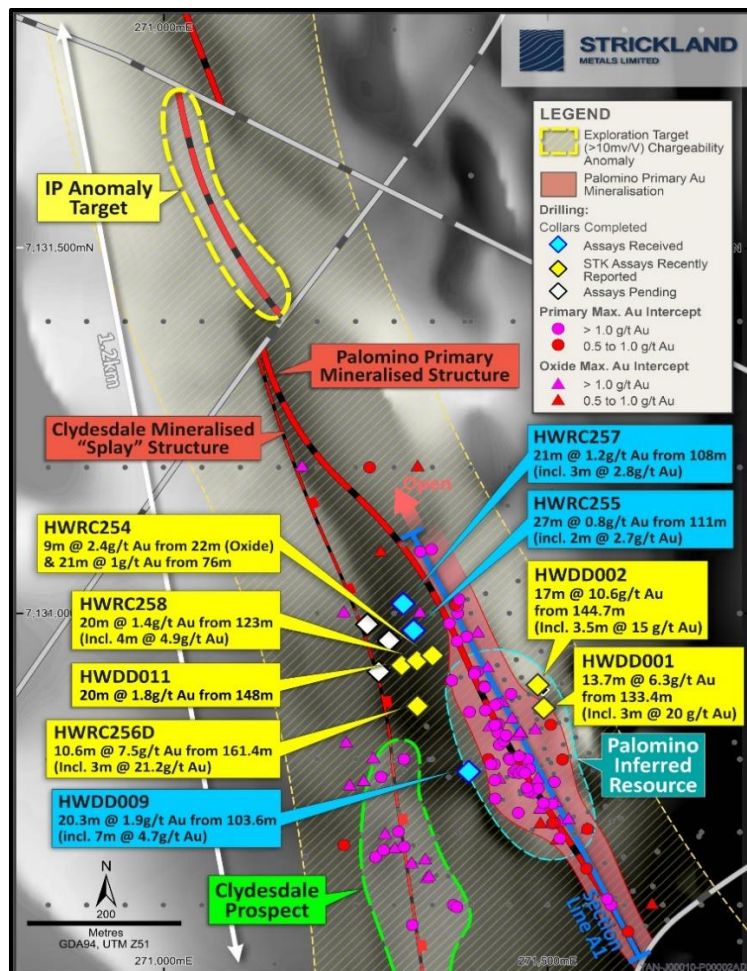 271,000mE
STRICKLAND
METALS LIMITED
LEGEND
Exploration Target
(>10mv/V) Chargeability
Anomaly
Palomino Primary Au
Mineralisation
Drilling:
Collars Completed
Assays Received
STK Assays Recently
Reported
Assays Pending
Primary Max. Au Intercept
> 1.0 g/t Au
0.5 to 1.0 g/t Au
Oxide Max. Au Intercept
> 1.0 g/t Au
0.5 to 1.0 g/t Au
IP Anomaly
Target
7,131,500mN
1.2km
Palomino Primary
Mineralised Structure
Clydesdale Mineralised
"Splay" Structure
Open
HWRC257
21m @ 1.2g/t Au from 108m
(incl. 3m @ 2.8g/t Au)
HWRC255
27m @ 0.8g/t Au from 111m
(incl. 2m @ 2.7g/t Au)
HWRC254
9m @ 2.4g/t Au from 22m (Oxide)
& 21m @ 1g/t Au from 76m
HWDD002
17m @ 10.6g/t Au
from 144.7m
(Incl. 3.5m @ 15 g/t Au)
HWRC258
20m @ 1.4g/t Au from 123m
(Incl. 4m @ 4.9g/t Au)
7,131,000mN
HWDD001
13.7m @ 6.3g/t Au
from 133.4m
(Incl. 3m @ 20 g/t Au)
HWDD011
20m @ 1.8g/t Au from 148m
HWRC256D
10.6m @ 7.5g/t Au from 161.4m
(Incl. 3m @ 21.2g/t Au)
Palomino
Inferred
Resource
HWDD009
20.3m @ 1.9g/t Au from 103.6m
(incl. 7m @ 4.7g/t Au)
Clydesdale
Prospect
Section
Line A1
N
200
Metres
GDA94, UTM Z51
271,000mE
271,500mE